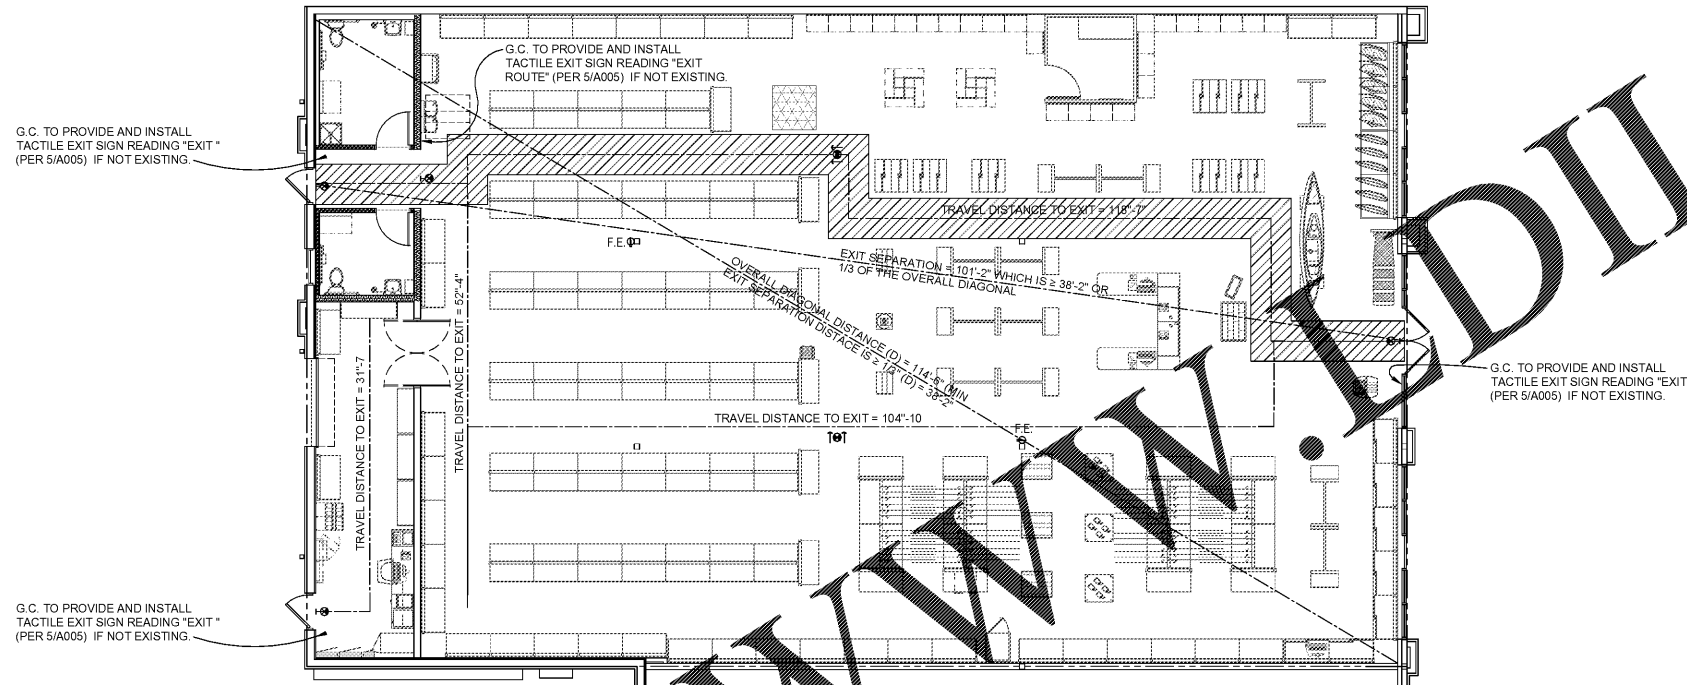 G.C. TO PROVIDE AND INSTALL
TACTILE EXIT SIGN READING "EXIT
ROUTE" (PER 5/A005) IF NOT EXISTING.
G.C. TO PROVIDE AND INSTALL
TACTILE EXIT SIGN READING "EXIT "
(PER 5/A005) IF NOT EXISTING.
TRAVEL DISTANCE TO EXIT = 118"-7"
F.E.
EXIT SEPARATION = 101'-2" WHICH IS ≥ 38'-2" OR
1/3 OF THE OVERALL DIAGONAL
OVERALL DIAGONAL DISTANCE (D) = 114'-6" (MIN
EXIT SEPARATION DISTACE IS ≥ 1/3" (D) = 38'-2"
TRAVEL DISTANCE TO EXIT = 52"-4"
TRAVEL DISTANCE TO EXIT = 31"-7
TRAVEL DISTANCE TO EXIT = 104"-10
F.E.
G.C. TO PROVIDE AND INSTALL
TACTILE EXIT SIGN READING "EXIT
(PER 5/A005) IF NOT EXISTING.
G.C. TO PROVIDE AND INSTALL
TACTILE EXIT SIGN READING "EXIT "
(PER 5/A005) IF NOT EXISTING.